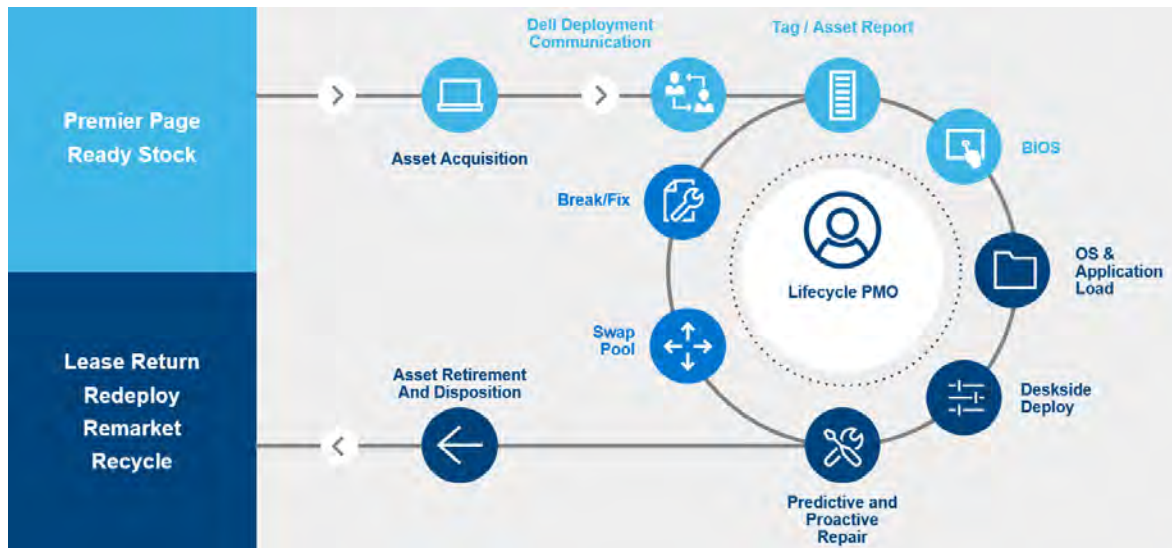 Premier Page
Ready Stock
Asset Acquisition
Dell Deployment
Communication
Tag / Asset Report
BIOS
OS &
Application
Load
Deskside
Deploy
Predictive and
Proactive
Repair
Swap
Pool
Break/Fix
Lifecycle PMO
Asset Retirement
And Disposition
Lease Return
Redeploy
Remarket
Recycle